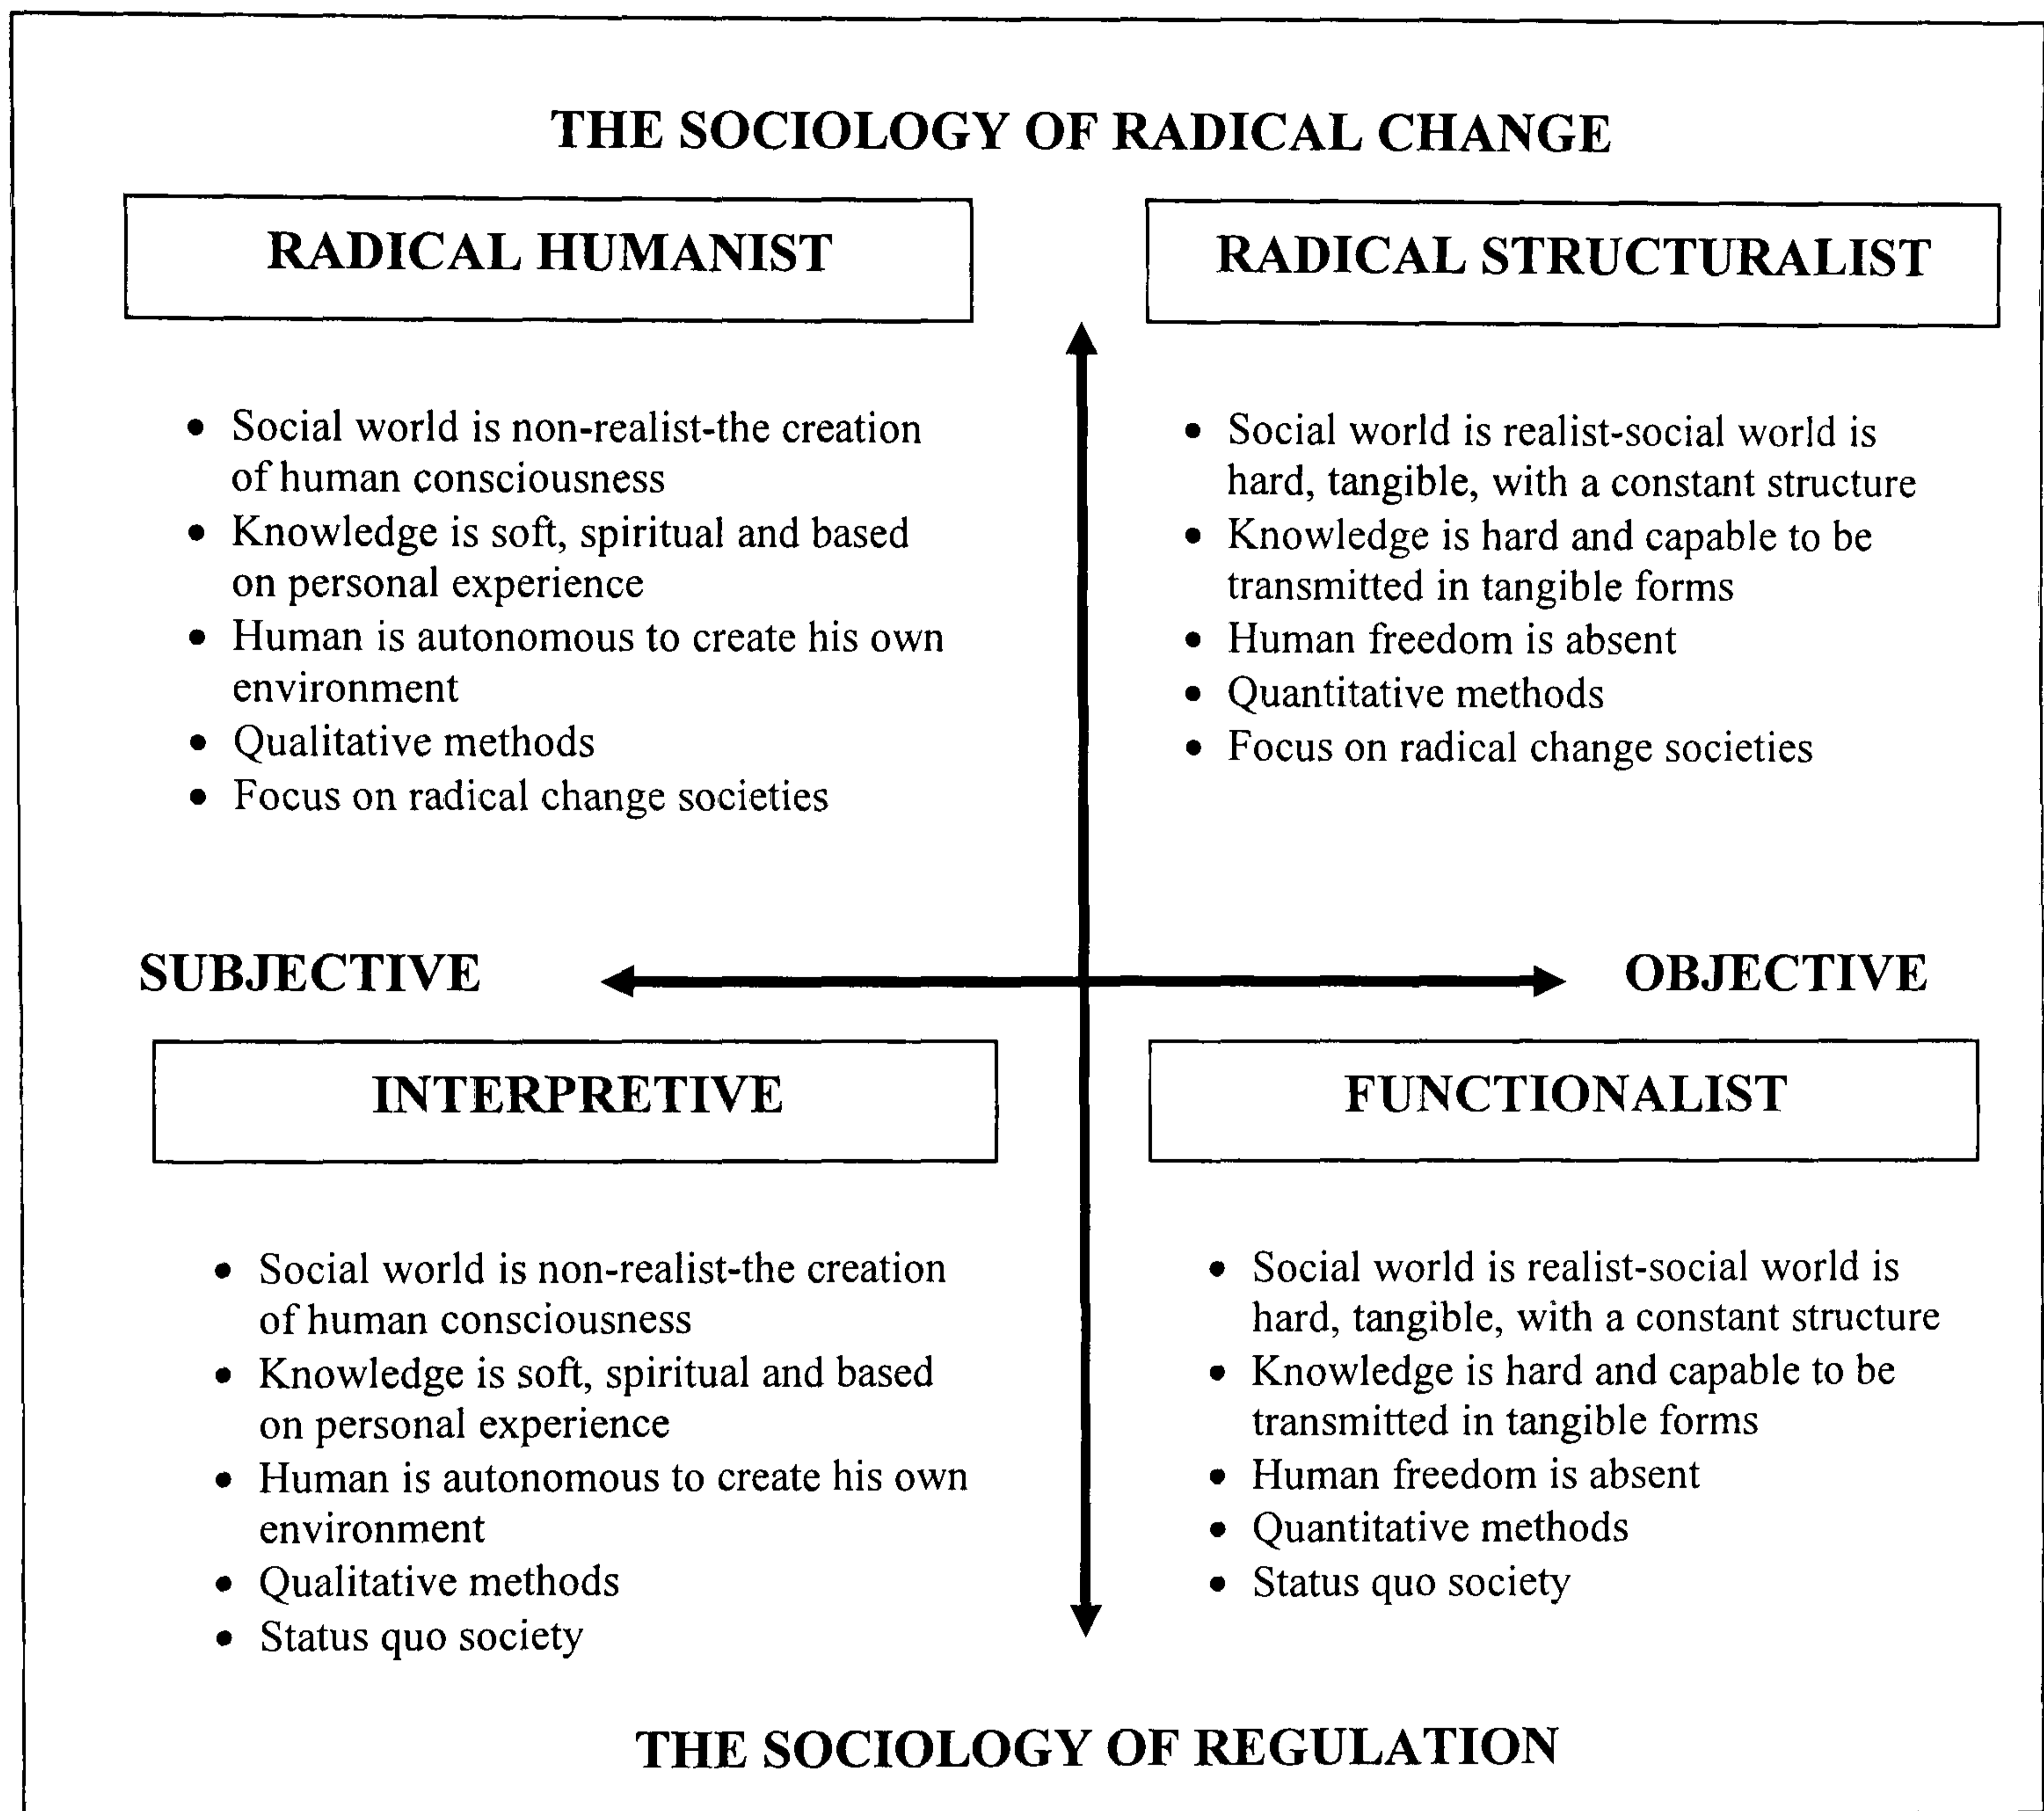 THE SOCIOLOGY OF RADICAL CHANGE
RADICAL HUMANIST
• Social world is non-realist-the creation
of human consciousness
• Knowledge is soft, spiritual and based
on personal experience
• Human is autonomous to create his own
environment
• Qualitative methods
• Focus on radical change societies
RADICAL STRUCTURALIST
• Social world is realist-social world is
hard, tangible, with a constant structure
• Knowledge is hard and capable to be
transmitted in tangible forms
• Human freedom is absent
• Quantitative methods
• Focus on radical change societies
SUBJECTIVE
OBJECTIVE
INTERPRETIVE
• Social world is non-realist-the creation
of human consciousness
• Knowledge is soft, spiritual and based
on personal experience
• Human is autonomous to create his own
environment
• Qualitative methods
• Status quo society
FUNCTIONALIST
• Social world is realist-social world is
hard, tangible, with a constant structure
• Knowledge is hard and capable to be
transmitted in tangible forms
• Human freedom is absent
• Quantitative methods
• Status quo society
THE SOCIOLOGY OF REGULATION